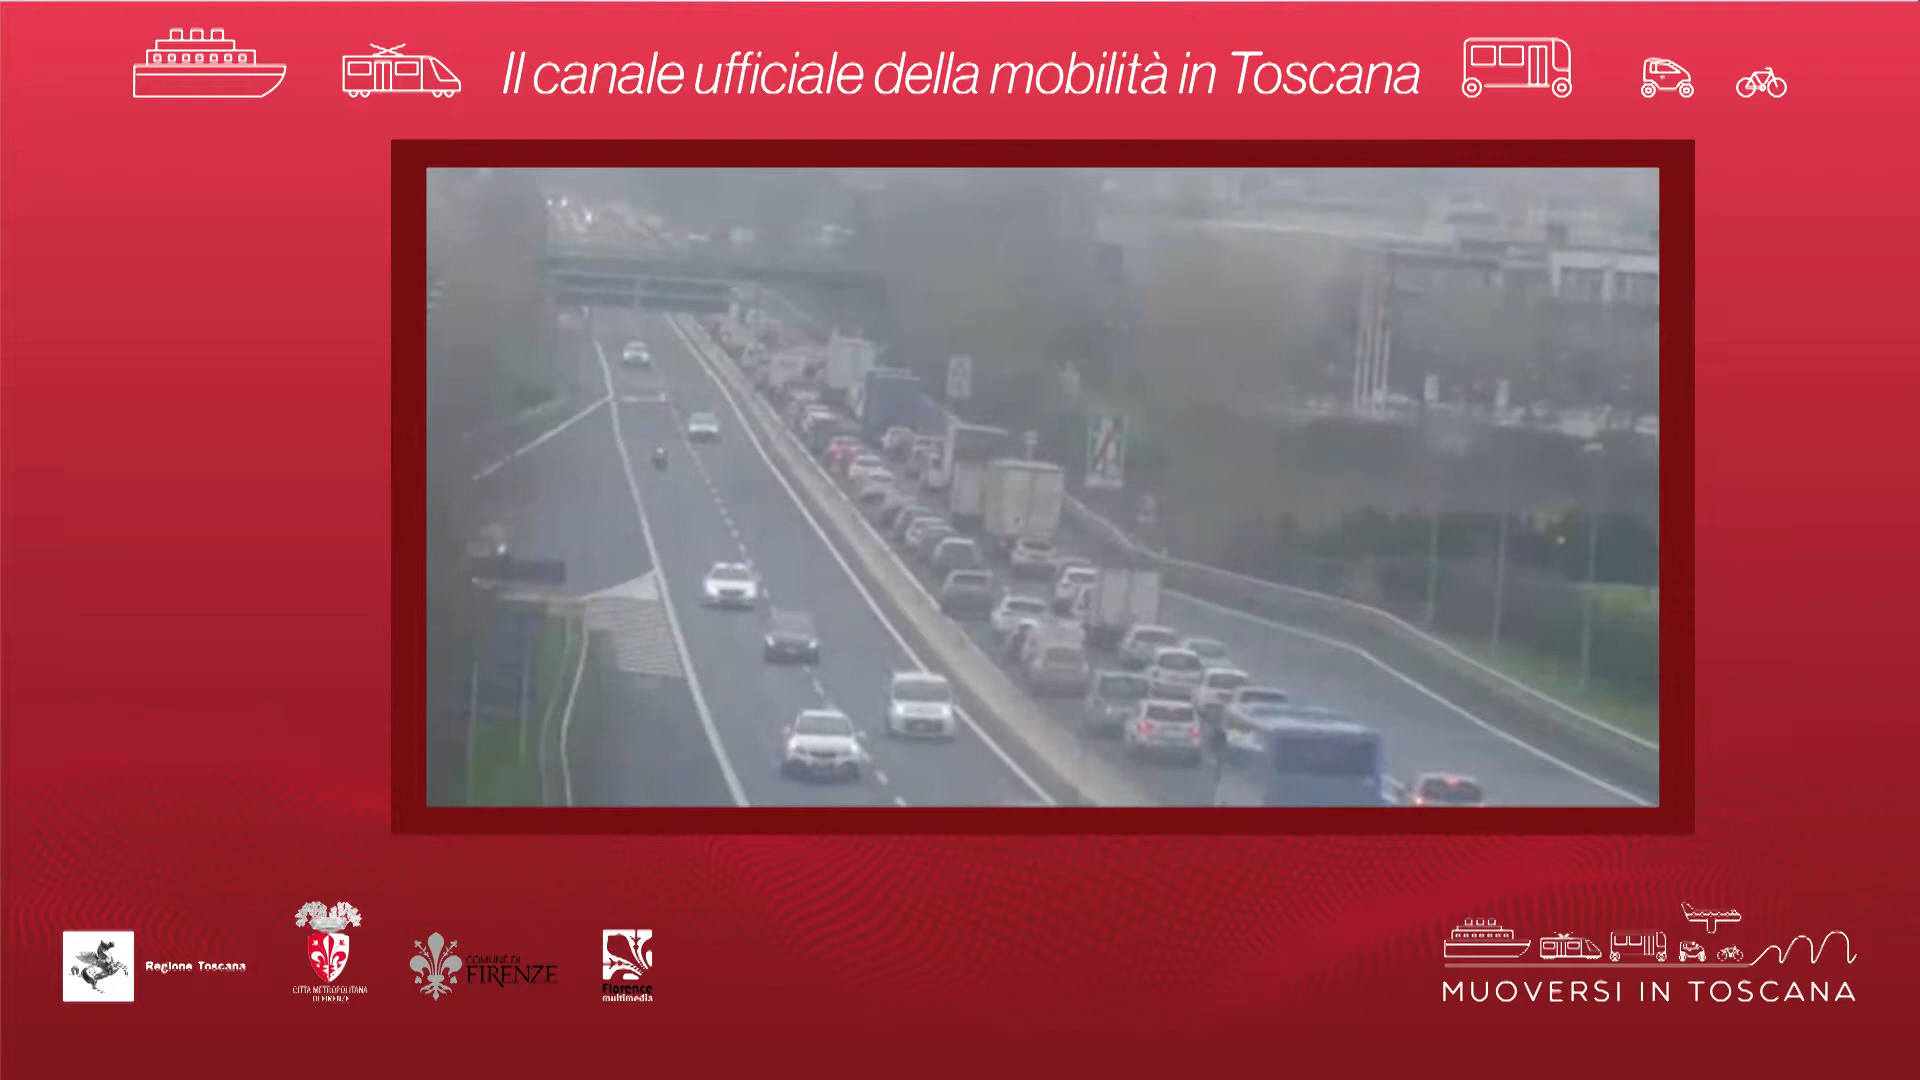 Il canale ufficiale della mobilità in Toscana
Regione Toscana
CITTÀ METROPOLITANA
DI FIRENZE
COMUNE DI
FIRENZE
Florence
multimedia
MUOVERSI IN TOSCANA